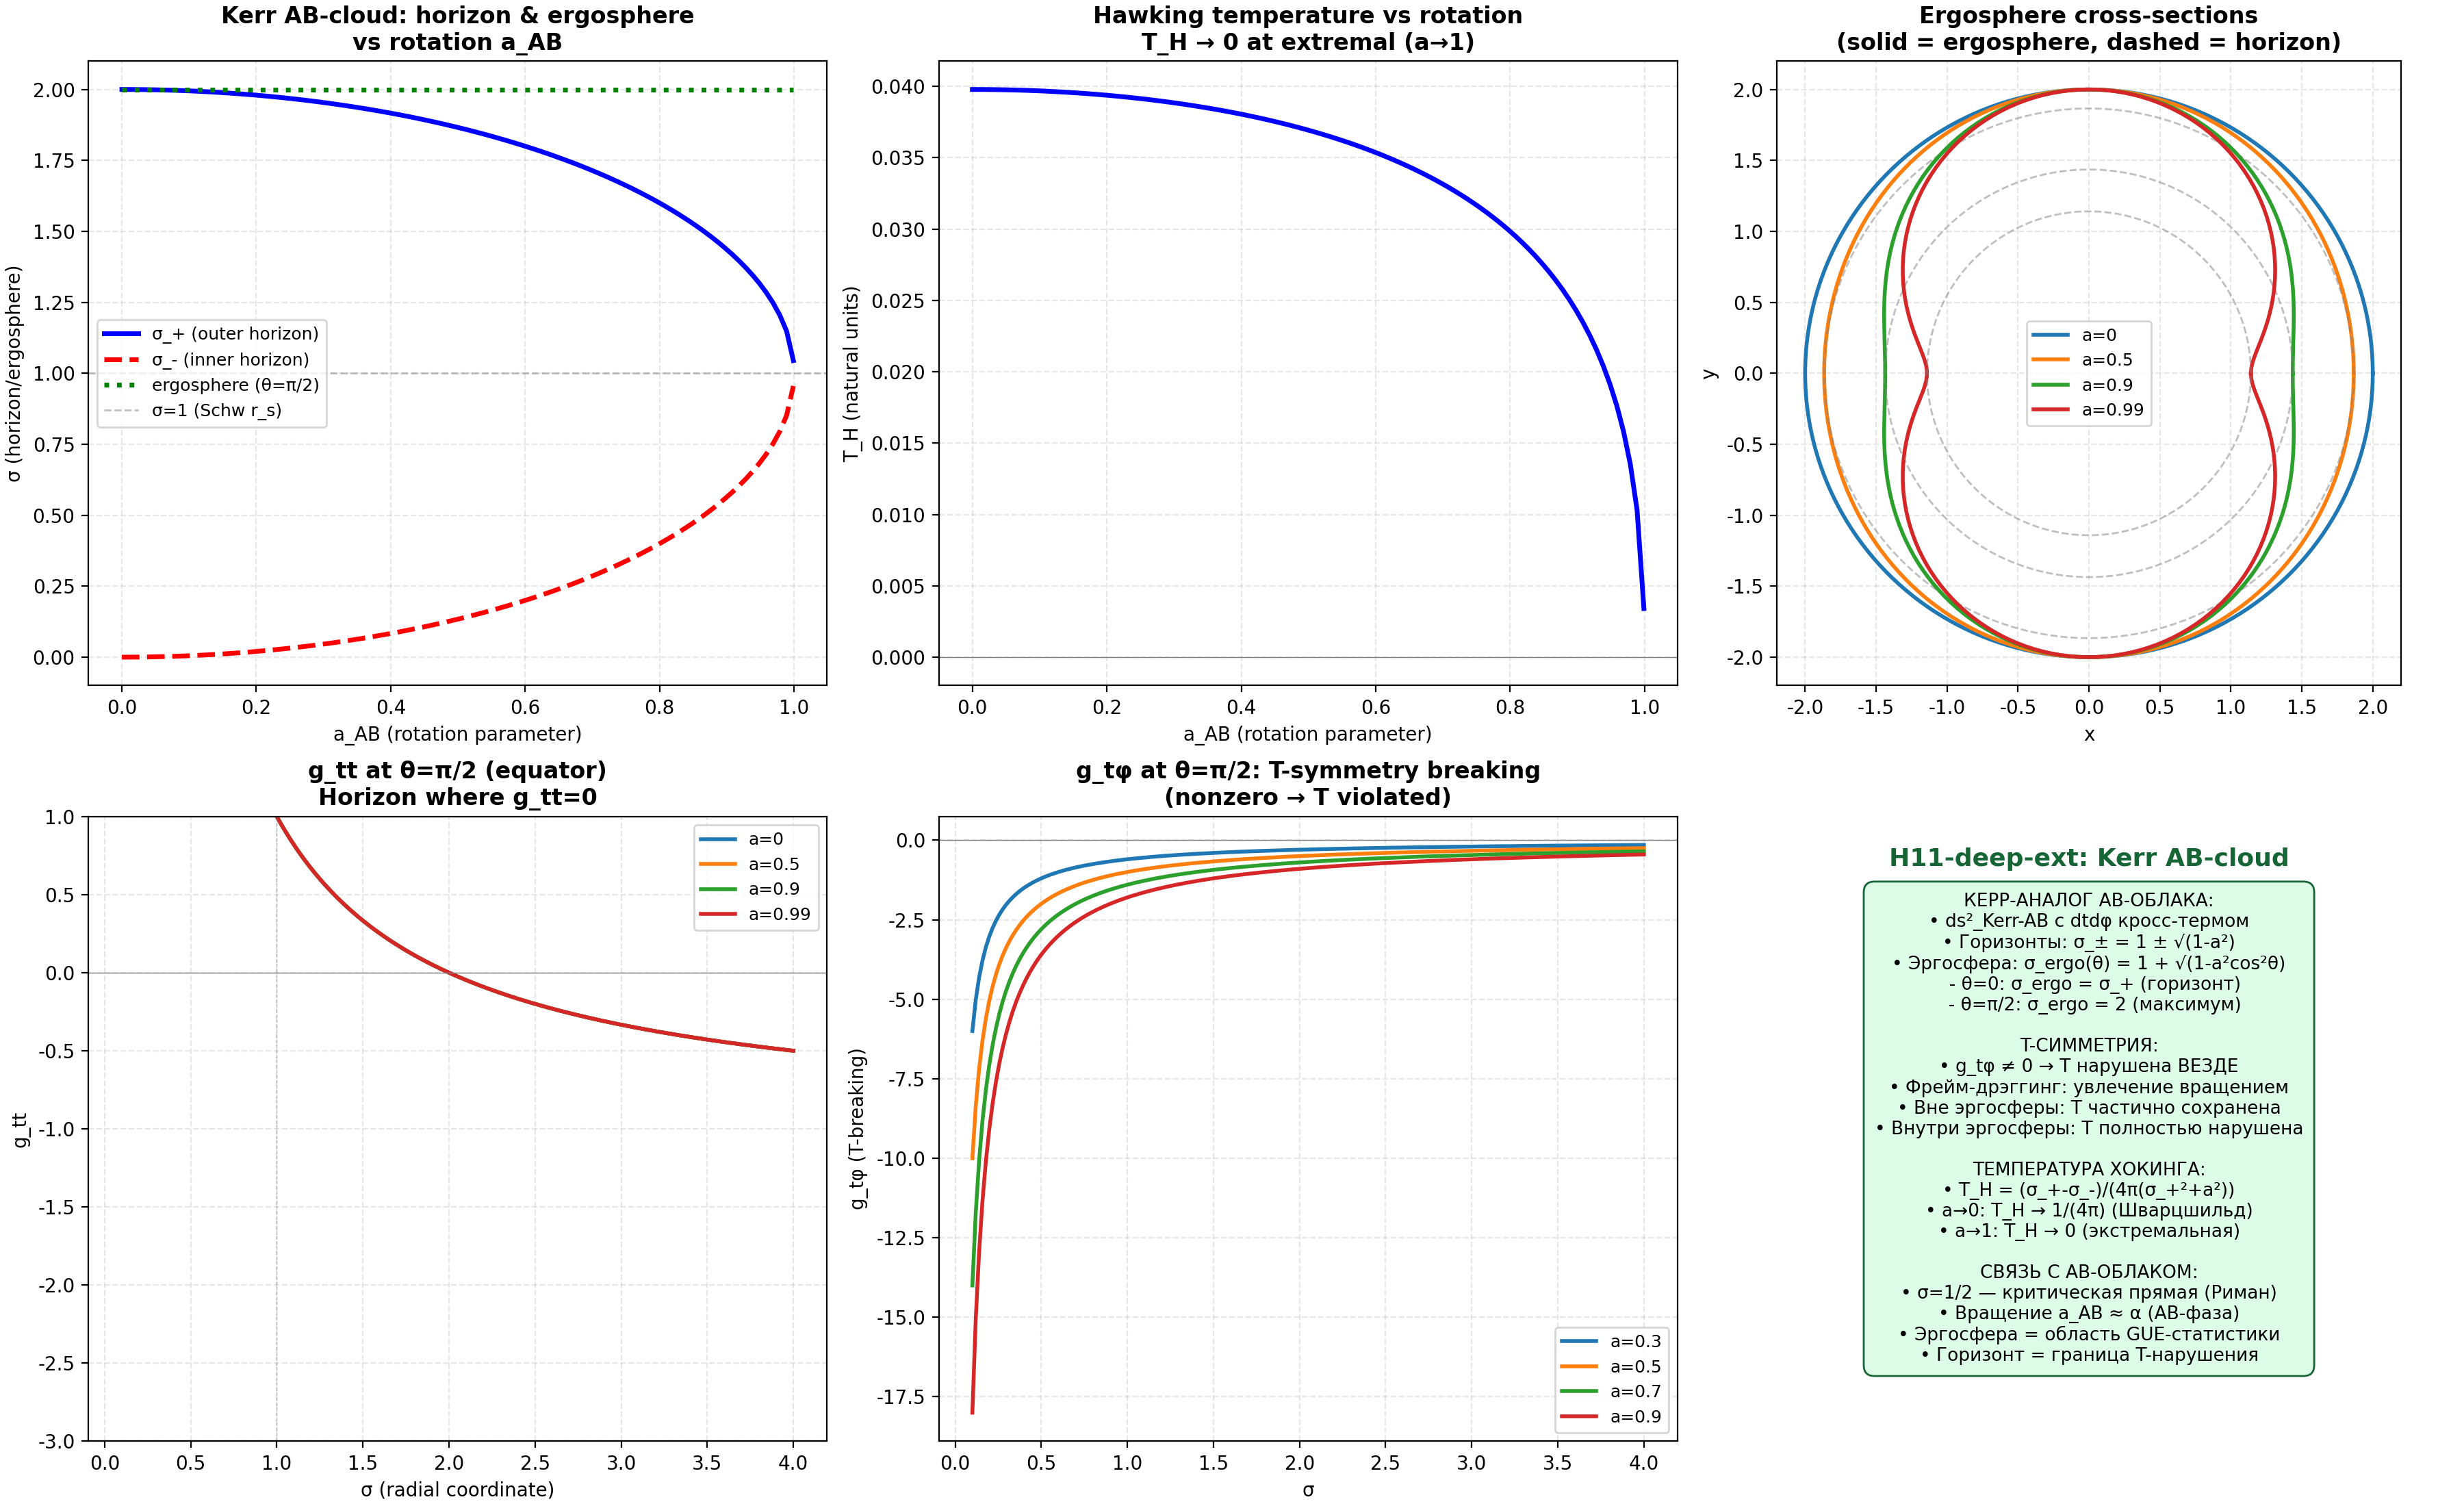 Kerr AB-cloud: horizon & ergosphere
vs rotation a_AB
2.00
1.75
1.50
1.25
1.00
0.75
0.50
0.25
0.00
σ (horizon/ergosphere)
σ_+ (outer horizon)
σ_- (inner horizon)
ergosphere (θ=π/2)
σ=1 (Schw r_s)
0.0 0.2 0.4 0.6 0.8 1.0
a_AB (rotation parameter)
Hawking temperature vs rotation
T_H → 0 at extremal (a→1)
0.040
0.035
0.030
0.025
0.020
0.015
0.010
0.005
0.000
T_H (natural units)
0.0 0.2 0.4 0.6 0.8 1.0
a_AB (rotation parameter)
Ergosphere cross-sections
(solid = ergosphere, dashed = horizon)
2.0
1.5
1.0
0.5
0.0
-0.5
-1.0
-1.5
-2.0
y
a=0
a=0.5
a=0.9
a=0.99
-2.0 -1.5 -1.0 -0.5 0.0 0.5 1.0 1.5 2.0
x
g_tt at θ=π/2 (equator)
Horizon where g_tt=0
1.0
0.5
0.0
-0.5
-1.0
-1.5
-2.0
-2.5
-3.0
g_tt
a=0
a=0.5
a=0.9
a=0.99
0.0 0.5 1.0 1.5 2.0 2.5 3.0 3.5 4.0
σ (radial coordinate)
g_tφ at θ=π/2: T-symmetry breaking
(nonzero → T violated)
0.0
-2.5
-5.0
-7.5
-10.0
-12.5
-15.0
-17.5
g_tφ (T-breaking)
a=0.3
a=0.5
a=0.7
a=0.9
0.0 0.5 1.0 1.5 2.0 2.5 3.0 3.5 4.0
σ
H11-deep-ext: Kerr AB-cloud
КЕРР-АНАЛОГ АВ-ОБЛАКА:
• ds²_Kerr-AB с dtdφ кросс-термом
• Горизонты: σ_± = 1 ± √(1-a²)
• Эргосфера: σ_ergo(θ) = 1 + √(1-a²cos²θ)
- θ=0: σ_ergo = σ_+ (горизонт)
- θ=π/2: σ_ergo = 2 (максимум)
Т-СИММЕТРИЯ:
• g_tφ ≠ 0 → T нарушена ВЕЗДЕ
• Фрейм-дрэггинг: увлечение вращением
• Вне эргосферы: T частично сохранена
• Внутри эргосферы: T полностью нарушена
ТЕМПЕРАТУРА ХОКИНГА:
• T_H = (σ_+-σ_-)/(4π(σ_+²+a²))
• a→0: T_H → 1/(4π) (Шварцшильд)
• a→1: T_H → 0 (экстремальная)
СВЯЗЬ С АВ-ОБЛАКОМ:
• σ=1/2 — критическая прямая (Риман)
• Вращение a_AB ≈ α (AB-фаза)
• Эргосфера = область GUE-статистики
• Горизонт = граница T-нарушения